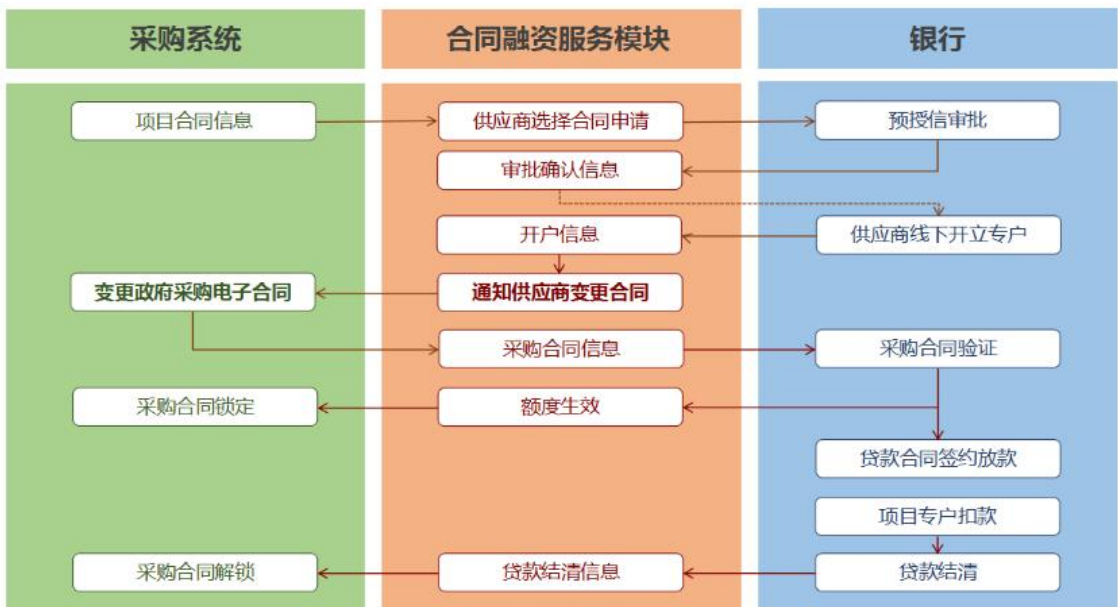 采购系统
合同融资服务模块
银行
项目合同信息
供应商选择合同申请
预授信审批
审批确认信息
开户信息
供应商线下开立专户
变更政府采购电子合同
通知供应商变更合同
采购合同信息
采购合同验证
采购合同锁定
额度生效
贷款合同签约放款
项目专户扣款
采购合同解锁
贷款结清信息
贷款结清